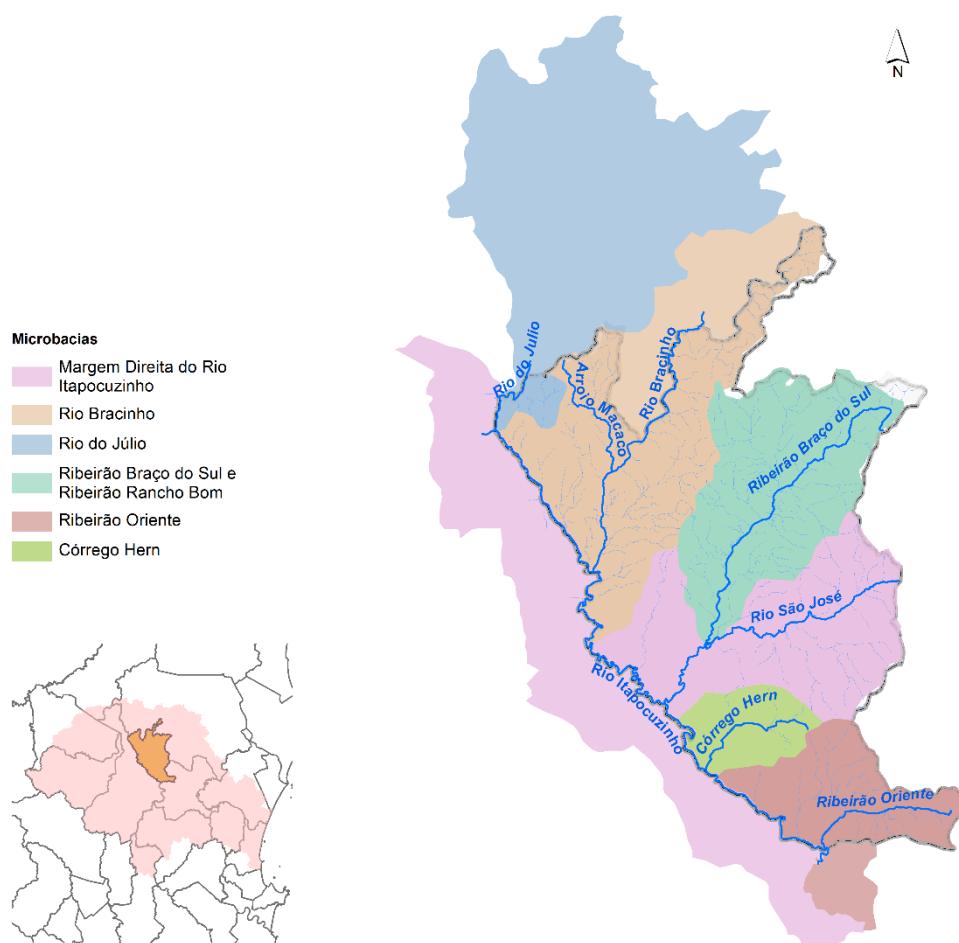 N
Microbacias
Margem Direita do Rio
Itapocuzinho
Rio Bracinho
Rio do Júlio
Ribeirão Braço do Sul e
Ribeirão Rancho Bom
Ribeirão Oriente
Córrego Hern
Rio do Julio
Arroio Macaco
Rio Bracinho
Ribeirão Braço do Sul
Rio São José
Rio Itapocuzinho
Córrego Hern
Ribeirão Oriente